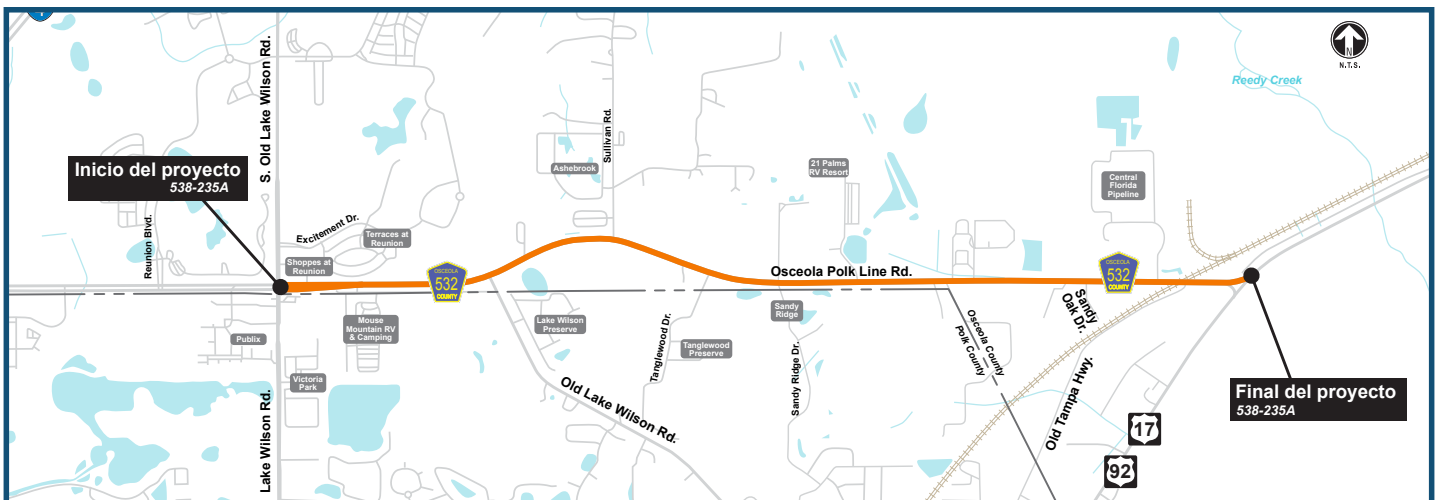 4
S. Old Lake Wilson Rd.
Inicio del proyecto
538-235A
Reunion Blvd.
Excitement Dr.
Terraces at
Reunion
Shoppes at
Reunion
Ashebrook
Sullivan Rd.
21 Palms
RV Resort
Central
Florida
Pipeline
N
N.T.S.
Reedy Creek
OSCEOLA
532
COUNTY
Osceola Polk Line Rd.
OSCEOLA
532
COUNTY
Publix
Mouse
Mountain RV
& Camping
Victoria
Park
Lake Wilson Rd.
Lake Wilson
Preserve
Old Lake Wilson Rd.
Tanglewood Dr.
Tanglewood
Preserve
Sandy
Ridge
Sandy Ridge Dr.
Osceola County
Polk County
Sandy
Oak Dr.
Old Tampa Hwy.
17
92
Final del proyecto
538-235A